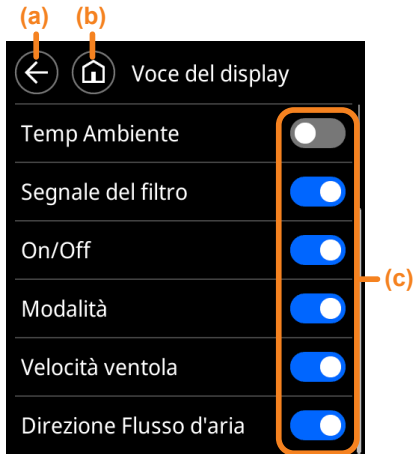 (a) (b)
Voce del display
Temp Ambiente
Segnale del filtro
On/Off
Modalità
(c)
Velocità ventola
Direzione Flusso d'aria